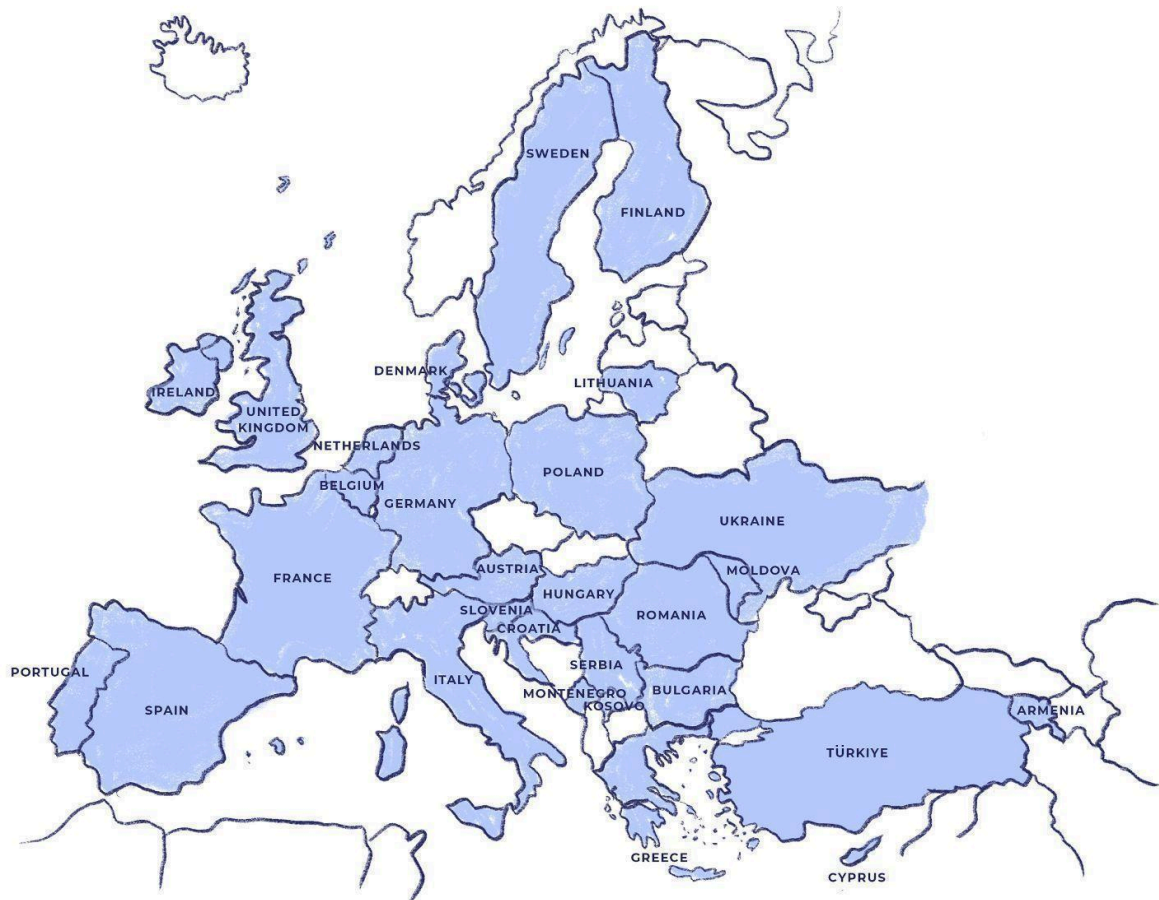 SWEDEN
FINLAND
DENMARK
LITHUANIA
IRELAND
UNITED
KINGDOM
NETHERLANDS
POLAND
BELGIUM
GERMANY
UKRAINE
FRANCE
AUSTRIA
MOLDOVA
HUNGARY
SLOVENIA
ROMANIA
CROATIA
PORTUGAL
SERBIA
ITALY
MONTENEGRO
BULGARIA
KOSOVO
SPAIN
ARMENIA
TÜRKIYE
GREECE
CYPRUS